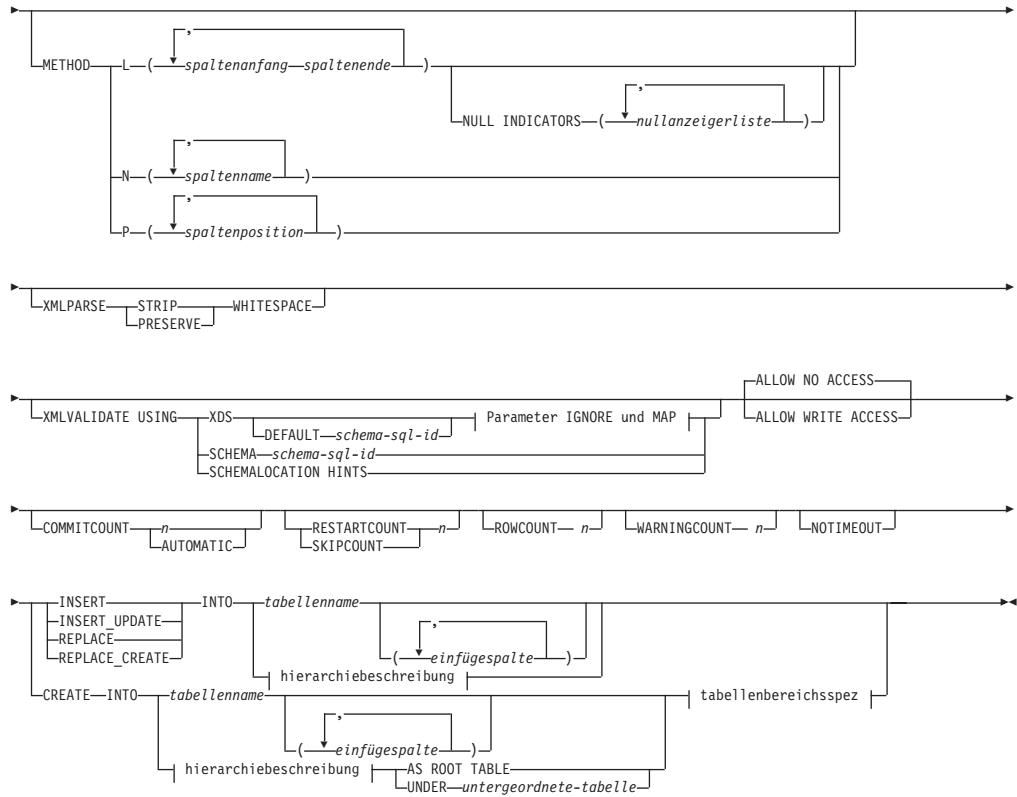 ,
METHOD L ( spaltenanfang spaltenende )
,
NULL INDICATORS ( nullanzeigerliste )
,
N ( spaltenname )
,
P ( spaltenposition )
XMLPARSE STRIP WHITESPACE
PRESERVE
ALLOW NO ACCESS
XMLVALIDATE USING XDS Parameter IGNORE und MAP ALLOW WRITE ACCESS
DEFAULT schema-sql-id
SCHEMA schema-sql-id
SCHEMALOCATION HINTS
COMMITCOUNT n RESTARTCOUNT n ROWCOUNT n WARNINGCOUNT n NOTIMEOUT
AUTOMATIC SKIPCOUNT
INSERT INTO tabellenname
INSERT_UPDATE ,
REPLACE
REPLACE_CREATE ( einfügespalte )
hierarchiebeschreibung
CREATE INTO tabellenname tabellenbereichsspez
,
( einfügespalte )
hierarchiebeschreibung AS ROOT TABLE
UNDER untergeordnete-tabelle